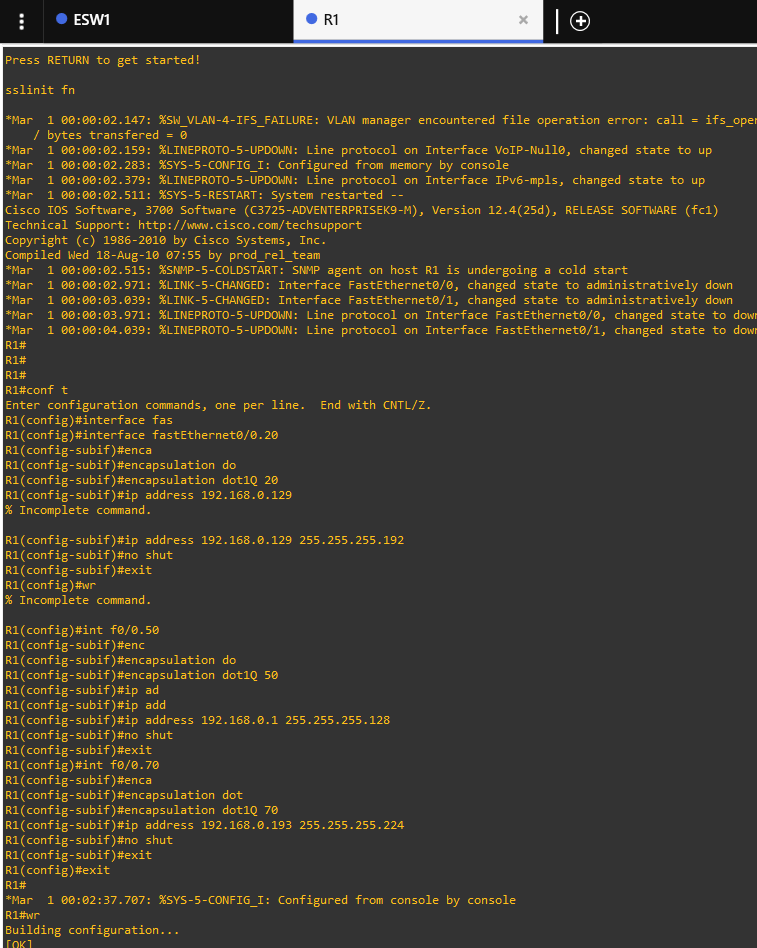 ESW1
R1
Press RETURN to get started!
sslinit fn
*Mar  1 00:00:02.147: %SW_VLAN-4-IFS_FAILURE: VLAN manager encountered file operation error: call = ifs_open
    / bytes transfered = 0
*Mar  1 00:00:02.159: %LINEPROTO-5-UPDOWN: Line protocol on Interface VoIP-Null0, changed state to up
*Mar  1 00:00:02.283: %SYS-5-CONFIG_I: Configured from memory by console
*Mar  1 00:00:02.379: %LINEPROTO-5-UPDOWN: Line protocol on Interface IPv6-mpls, changed state to up
*Mar  1 00:00:02.511: %SYS-5-RESTART: System restarted --
Cisco IOS Software, 3700 Software (C3725-ADVENTERPRISEK9-M), Version 12.4(25d), RELEASE SOFTWARE (fc1)
Technical Support: http://www.cisco.com/techsupport
Copyright (c) 1986-2010 by Cisco Systems, Inc.
Compiled Wed 18-Aug-10 07:55 by prod_rel_team
*Mar  1 00:00:02.515: %SNMP-5-COLDSTART: SNMP agent on host R1 is undergoing a cold start
*Mar  1 00:00:02.971: %LINK-5-CHANGED: Interface FastEthernet0/0, changed state to administratively down
*Mar  1 00:00:03.039: %LINK-5-CHANGED: Interface FastEthernet0/1, changed state to administratively down
*Mar  1 00:00:03.971: %LINEPROTO-5-UPDOWN: Line protocol on Interface FastEthernet0/0, changed state to down
*Mar  1 00:00:04.039: %LINEPROTO-5-UPDOWN: Line protocol on Interface FastEthernet0/1, changed state to down
R1#
R1#
R1#
R1#conf t
Enter configuration commands, one per line.  End with CNTL/Z.
R1(config)#interface fas
R1(config)#interface fastEthernet0/0.20
R1(config-subif)#enca
R1(config-subif)#encapsulation do
R1(config-subif)#encapsulation dot1Q 20
R1(config-subif)#ip address 192.168.0.129
% Incomplete command.
R1(config-subif)#ip address 192.168.0.129 255.255.255.192
R1(config-subif)#no shut
R1(config-subif)#exit
R1(config)#wr
% Incomplete command.
R1(config)#int f0/0.50
R1(config-subif)#enc
R1(config-subif)#encapsulation do
R1(config-subif)#encapsulation dot1Q 50
R1(config-subif)#ip ad
R1(config-subif)#ip add
R1(config-subif)#ip address 192.168.0.1 255.255.255.128
R1(config-subif)#no shut
R1(config-subif)#exit
R1(config)#int f0/0.70
R1(config-subif)#enca
R1(config-subif)#encapsulation dot
R1(config-subif)#encapsulation dot1Q 70
R1(config-subif)#ip address 192.168.0.193 255.255.255.224
R1(config-subif)#no shut
R1(config-subif)#exit
R1(config)#exit
R1#
*Mar  1 00:02:37.707: %SYS-5-CONFIG_I: Configured from console by console
R1#wr
Building configuration...
[OK]